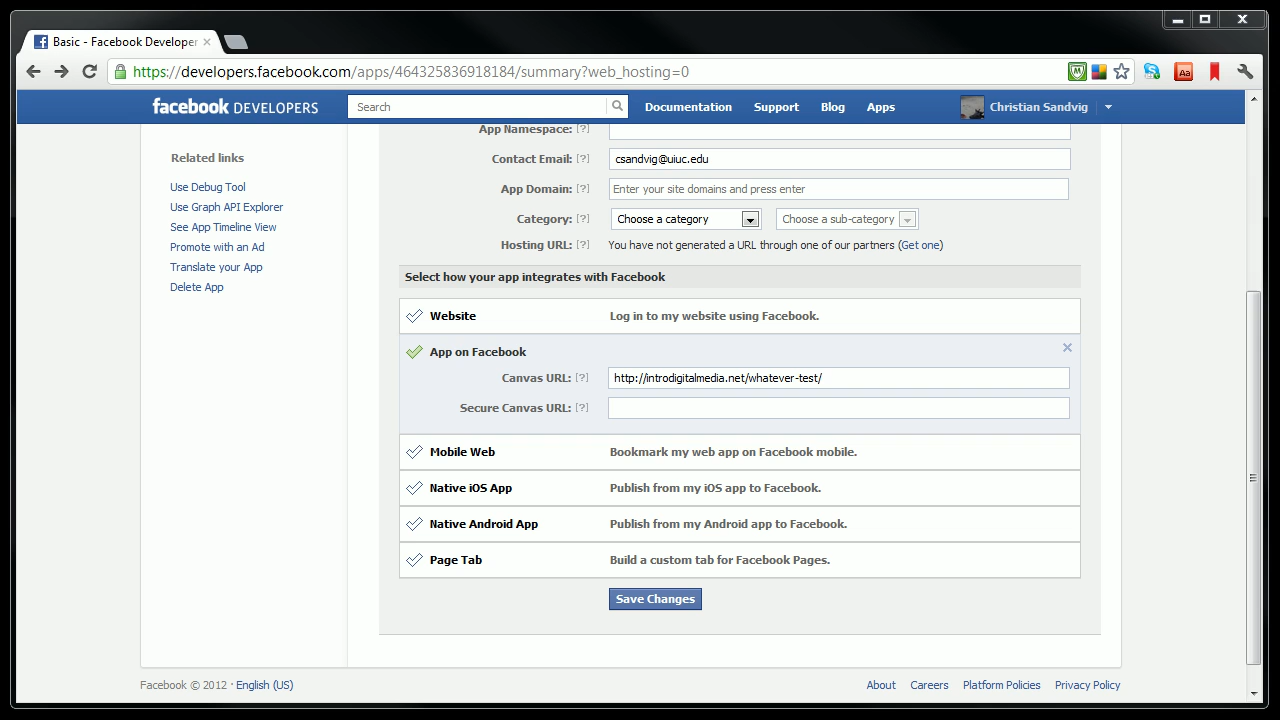 Basic - Facebook Developer
https://developers.facebook.com/apps/464325836918184/summary?web_hosting=0
facebook DEVELOPERS
Search
Documentation
Support
Blog
Apps
Christian Sandvig
Related links
Use Debug Tool
Use Graph API Explorer
See App Timeline View
Promote with an Ad
Translate your App
Delete App
App Namespace: [?]
Contact Email: [?] csandvig@uiuc.edu
App Domain: [?] Enter your site domains and press enter
Category: [?] Choose a category Choose a sub-category
Hosting URL: [?] You have not generated a URL through one of our partners (Get one)
Select how your app integrates with Facebook
Website Log in to my website using Facebook.
App on Facebook
Canvas URL: [?] http://introdigitalmedia.net/whatever-test/
Secure Canvas URL: [?]
Mobile Web Bookmark my web app on Facebook mobile.
Native iOS App Publish from my iOS app to Facebook.
Native Android App Publish from my Android app to Facebook.
Page Tab Build a custom tab for Facebook Pages.
Save Changes
Facebook © 2012 · English (US)
About Careers Platform Policies Privacy Policy